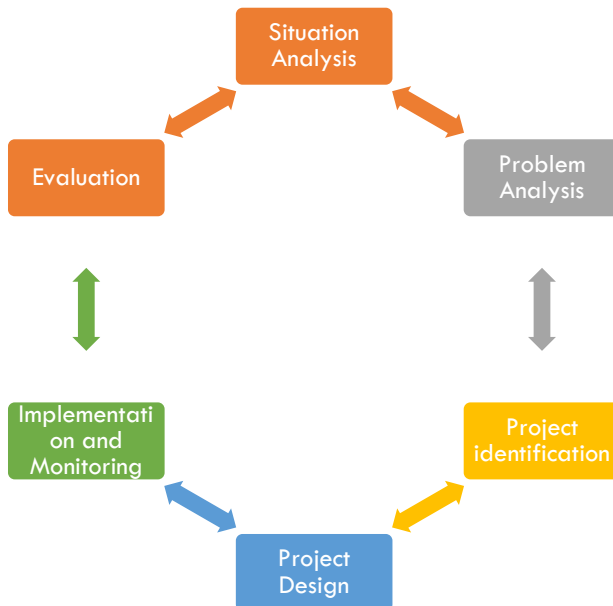 Situation
Analysis
Problem
Analysis
Project
identification
Project
Design
Implementati
on and
Monitoring
Evaluation